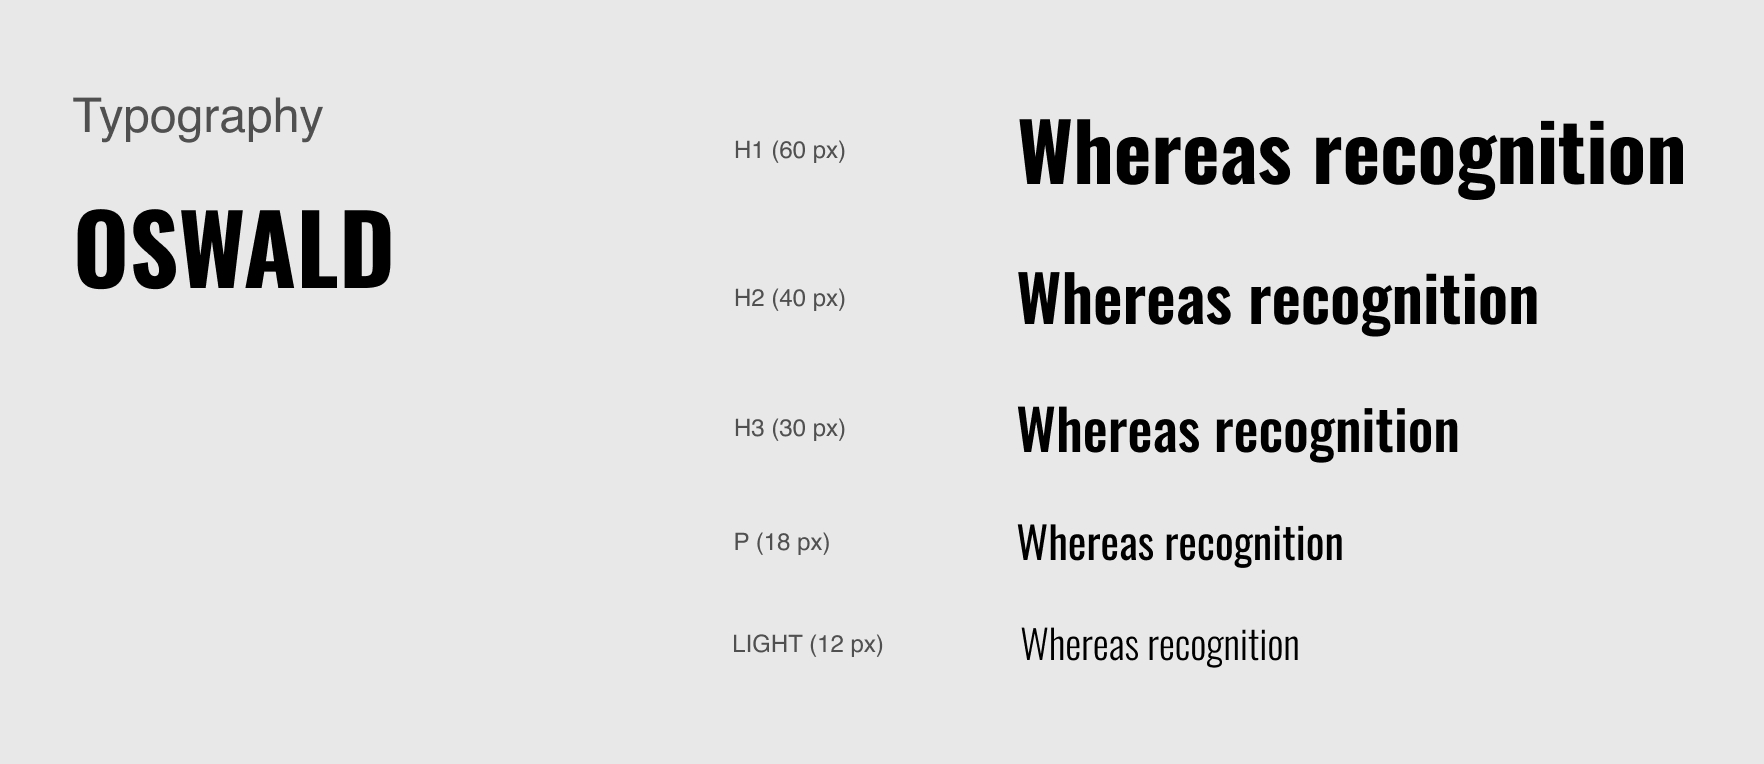 Typography
OSWALD
H1 (60 px)
Whereas recognition
H2 (40 px)
Whereas recognition
H3 (30 px)
Whereas recognition
P (18 px)
Whereas recognition
LIGHT (12 px)
Whereas recognition